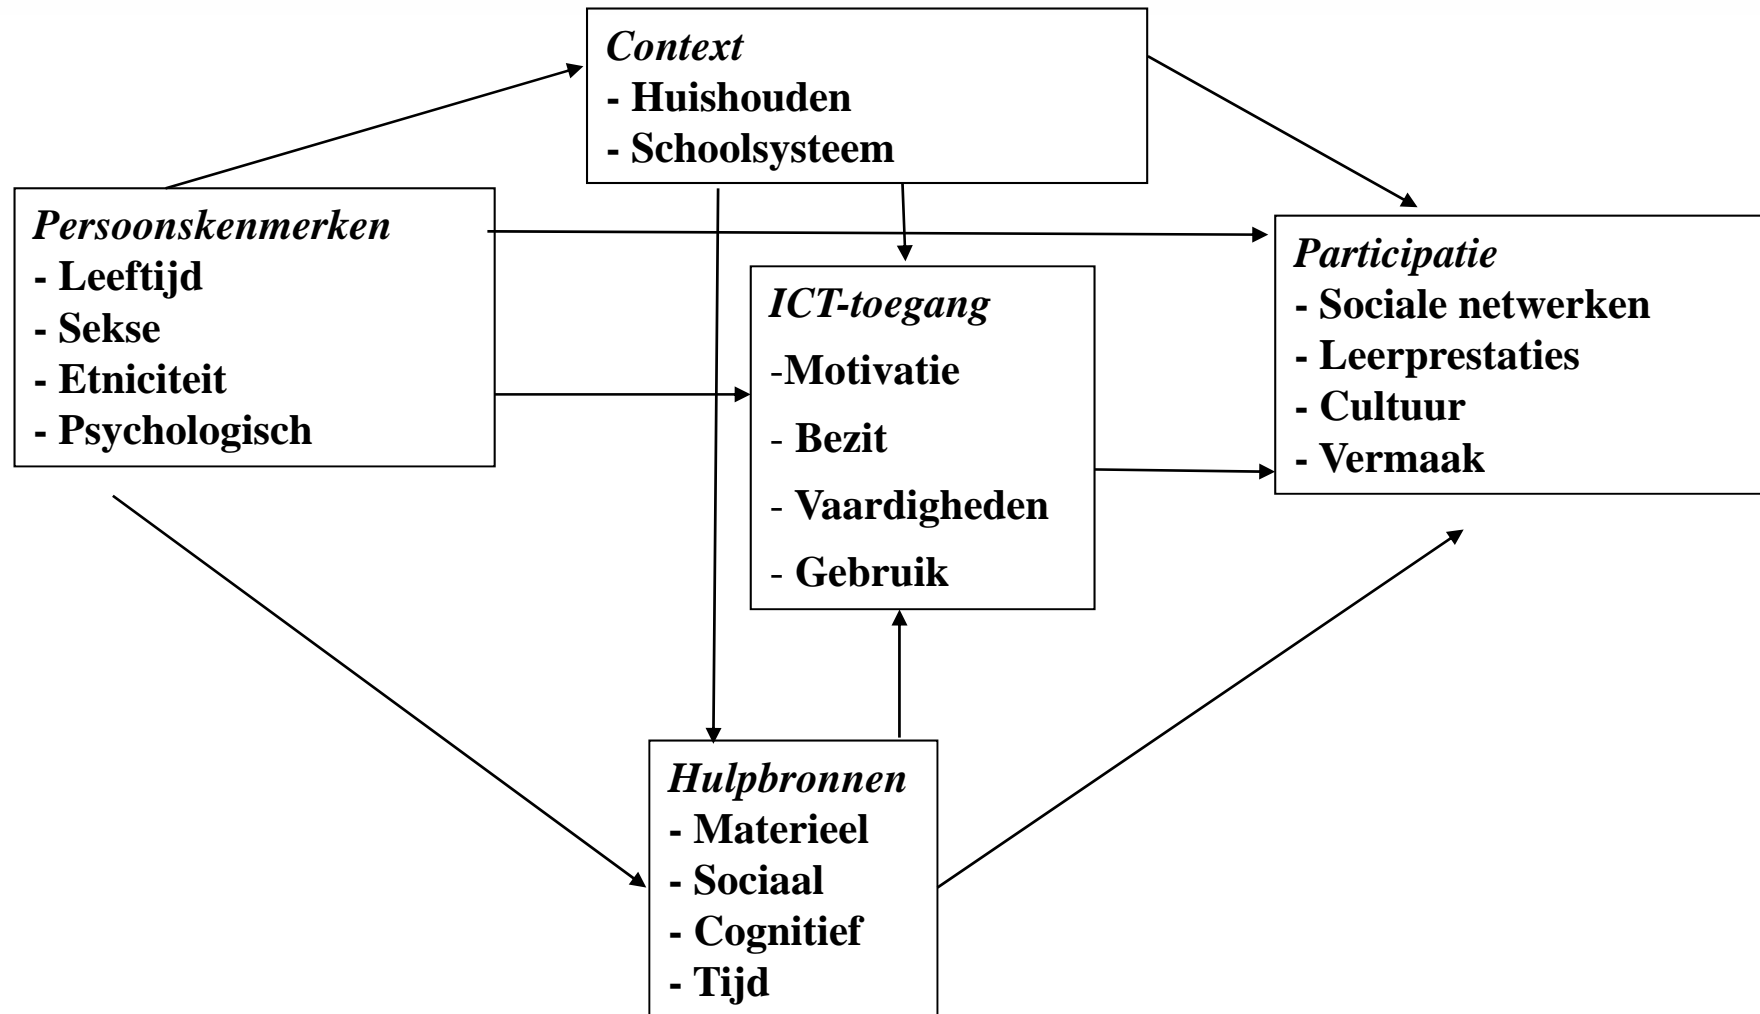 Context
- Huishouden
- Schoolsysteem
Persoonskenmerken
- Leeftijd
- Sekse
- Etniciteit
- Psychologisch
ICT-toegang
-Motivatie
- Bezit
- Vaardigheden
- Gebruik
Participatie
- Sociale netwerken
- Leerprestaties
- Cultuur
- Vermaak
Hulpbronnen
- Materieel
- Sociaal
- Cognitief
- Tijd